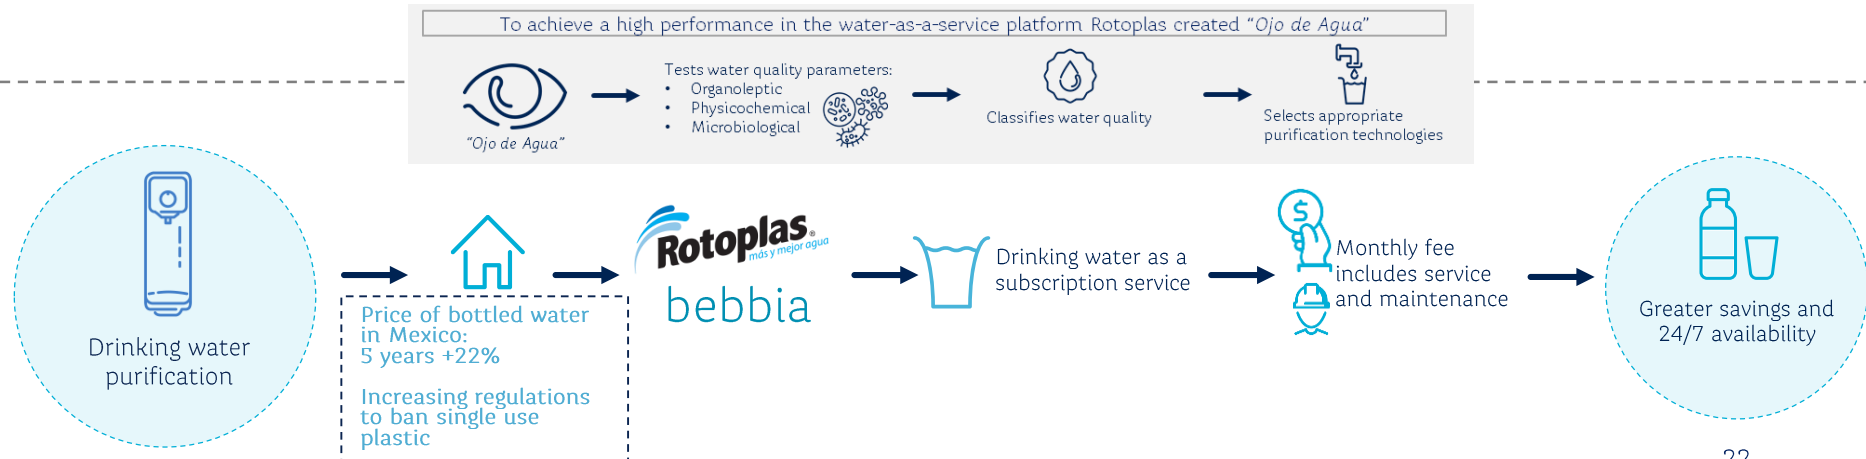 To achieve a high performance in the water-as-a-service platform Rotoplas created “Ojo de Agua”
“Ojo de Agua”
Tests water quality parameters:
• Organoleptic
• Physicochemical
• Microbiological
Classifies water quality
Selects appropriate
purification technologies
Drinking water
purification
Price of bottled water
in Mexico:
5 years +22%
Increasing regulations
to ban single use
plastic
Rotoplas®
más y mejor agua
bebbia
Drinking water as a
subscription service
$
Monthly fee
includes service
and maintenance
Greater savings and
24/7 availability